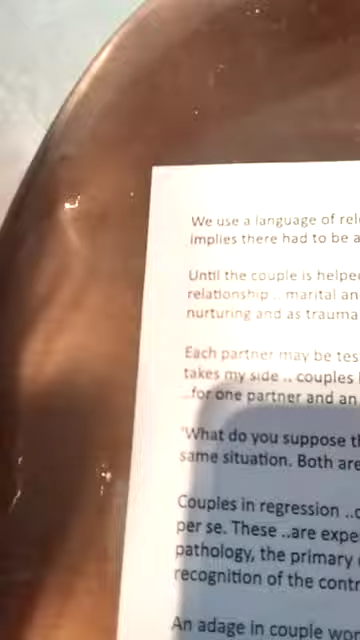 We use a language of
implies there had to be a
Until the couple is helped
relationship .. marital an
nurturing and as trauma
Each partner may be tes
takes my side .. couples
..for one partner and an
"What do you suppose th
same situation. Both are
Couples in regression ..c
per se. These ..are expe
pathology, the primary
recognition of the contr
An adage in couple wor